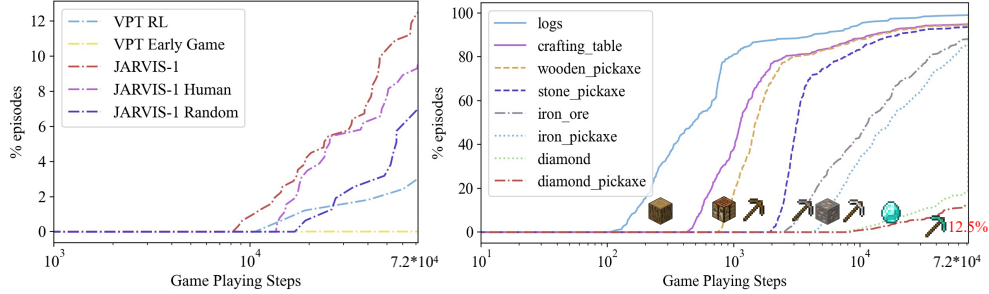 12
10
8
6
4
2
0
% episodes
VPT RL
VPT Early Game
JARVIS-1
JARVIS-1 Human
JARVIS-1 Random
10³
10⁴
7.2*10⁴
Game Playing Steps
100
80
60
40
20
0
% episodes
logs
crafting_table
wooden_pickaxe
stone_pickaxe
iron_ore
iron_pickaxe
diamond
diamond_pickaxe
12.5%
10¹
10²
10³
10⁴
7.2*10⁴
Game Playing Steps